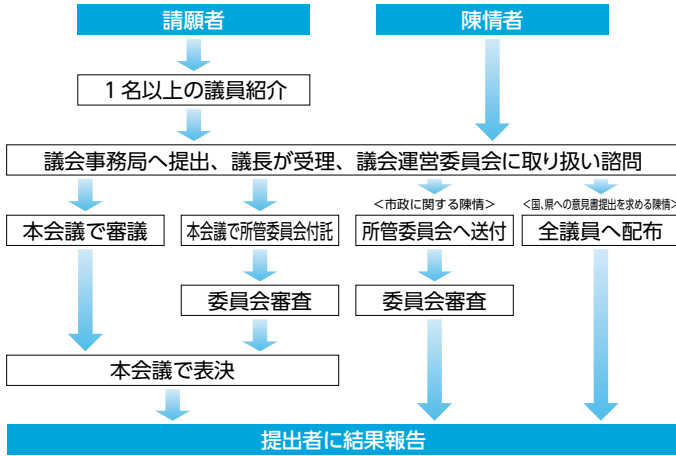 請願者
陳情者
1名以上の議員紹介
議会事務局へ提出、議長が受理、議会運営委員会に取り扱い諮問
<市政に関する陳情>
<国、県への意見書提出を求める陳情>
本会議で審議
本会議で所管委員会付託
所管委員会へ送付
全議員へ配布
委員会審査
委員会審査
本会議で表決
提出者に結果報告